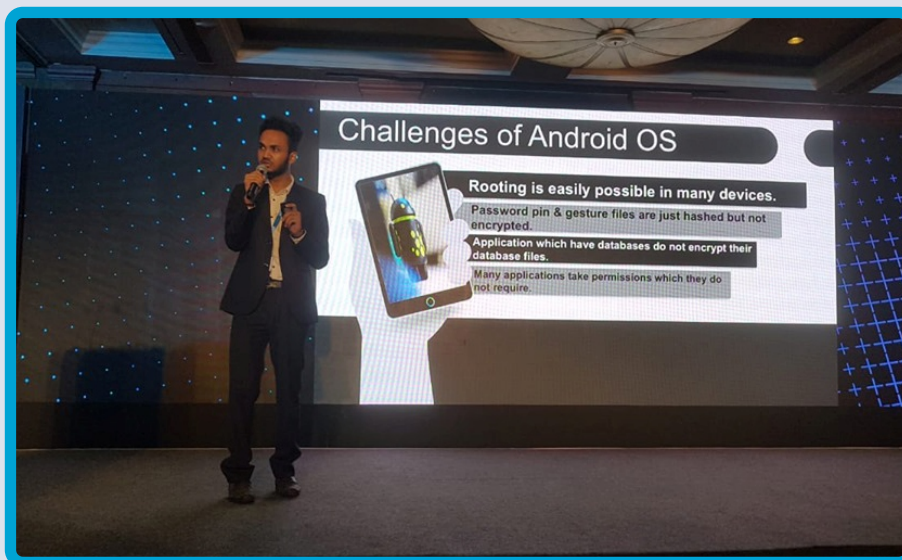 Challenges of Android OS
Rooting is easily possible in many devices.
Password pin & gesture files are just hashed but not
encrypted.
Application which have databases do not encrypt their
database files.
Many applications take permissions which they do
not require.